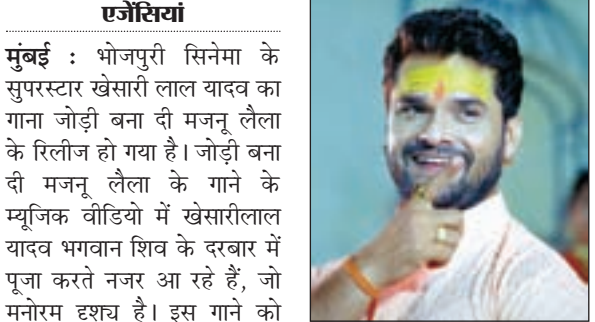 एजेंसियां
मुंबई : भोजपुरी सिनेमा के
सुपरस्टार खेसारी लाल यादव का
गाना जोड़ी बना दी मजनू लैला
के रिलीज हो गया है। जोड़ी बना
दी मजनू लैला के गाने के
म्यूजिक वीडियो में खेसारीलाल
यादव भगवान शिव के दरबार में
पूजा करते नजर आ रहे हैं, जो
मनोरम दृश्य है। इस गाने को